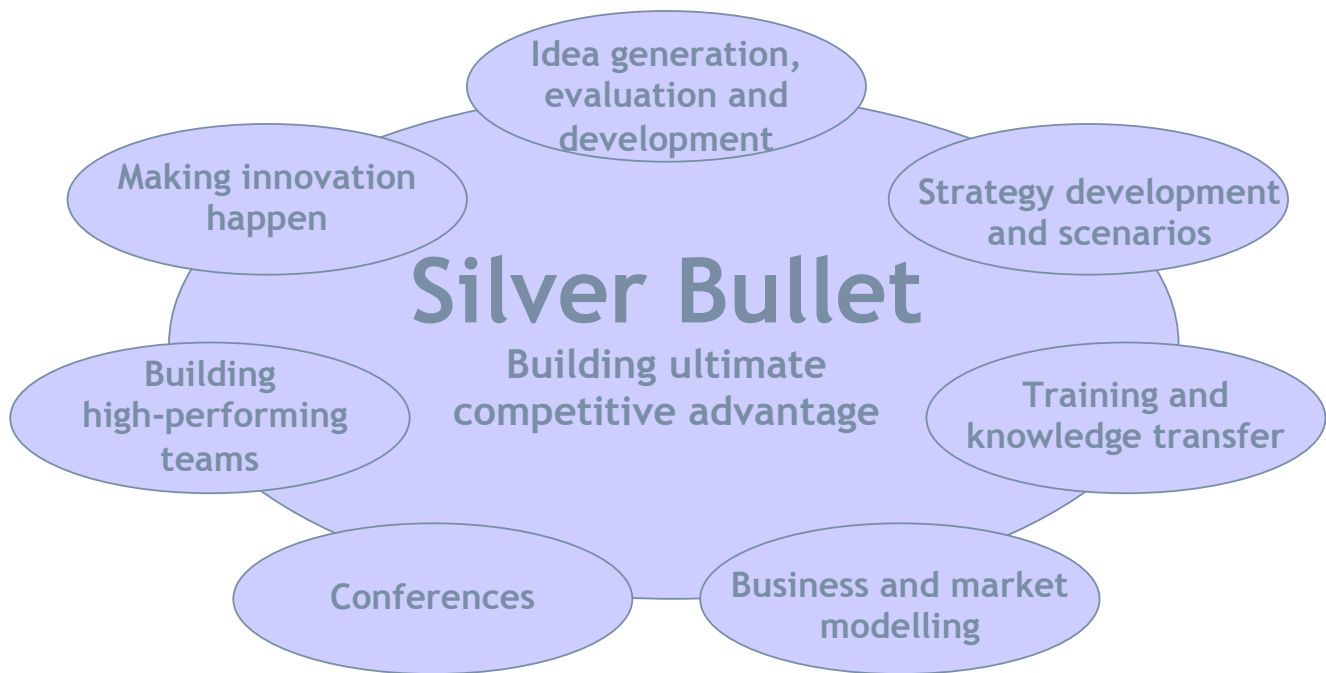 Idea generation,
evaluation and
development
Making innovation
happen
Strategy development
and scenarios
Silver Bullet
Building ultimate
competitive advantage
Building
high-performing
teams
Training and
knowledge transfer
Conferences
Business and market
modelling